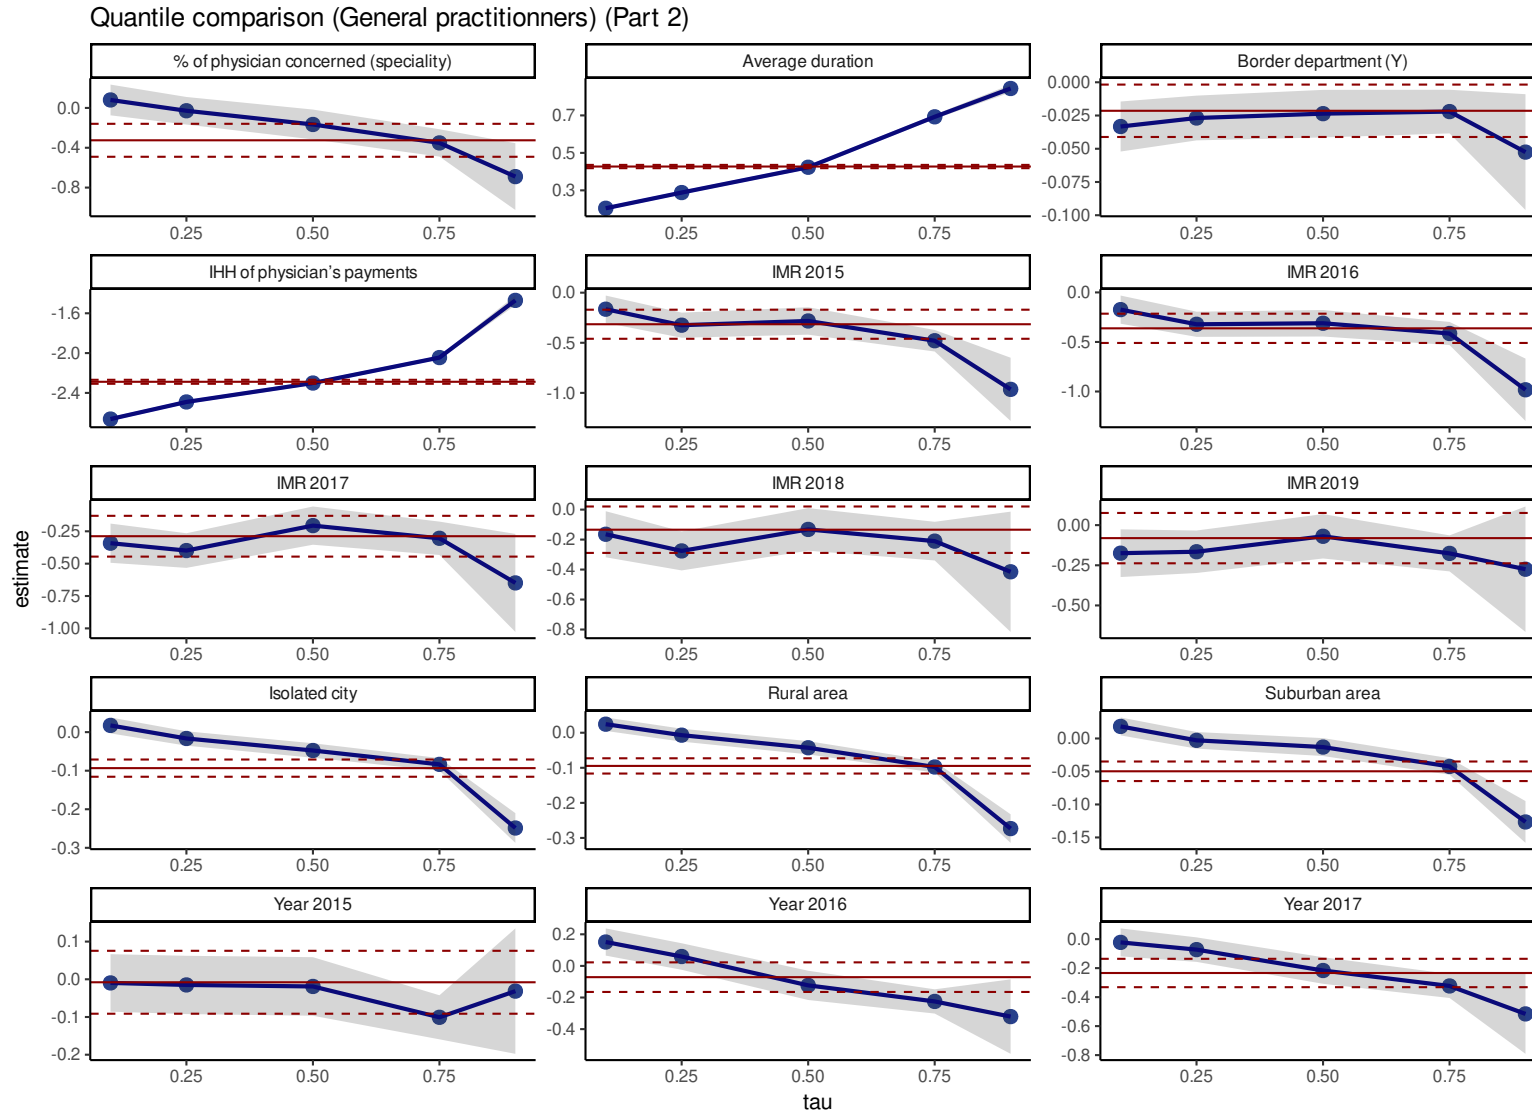 Quantile comparison (General practitionners) (Part 2)
% of physician concerned (speciality)
Average duration
Border department (Y)
0.0
-0.4
-0.8
0.25 0.50 0.75
0.7
0.5
0.3
0.25 0.50 0.75
0.000
-0.025
-0.050
-0.075
-0.100
0.25 0.50 0.75
IHH of physician's payments
IMR 2015
IMR 2016
-1.6
-2.0
-2.4
0.25 0.50 0.75
0.0
-0.5
-1.0
0.25 0.50 0.75
0.0
-0.5
-1.0
0.25 0.50 0.75
IMR 2017
IMR 2018
IMR 2019
-0.25
-0.50
-0.75
-1.00
0.25 0.50 0.75
0.0
-0.2
-0.4
-0.6
-0.8
0.25 0.50 0.75
0.00
-0.25
-0.50
0.25 0.50 0.75
estimate
Isolated city
Rural area
Suburban area
0.0
-0.1
-0.2
-0.3
0.25 0.50 0.75
0.0
-0.1
-0.2
-0.3
0.25 0.50 0.75
0.00
-0.05
-0.10
-0.15
0.25 0.50 0.75
Year 2015
Year 2016
Year 2017
0.1
0.0
-0.1
-0.2
0.25 0.50 0.75
0.2
0.0
-0.2
-0.4
0.25 0.50 0.75
0.0
-0.2
-0.4
-0.6
-0.8
0.25 0.50 0.75
tau